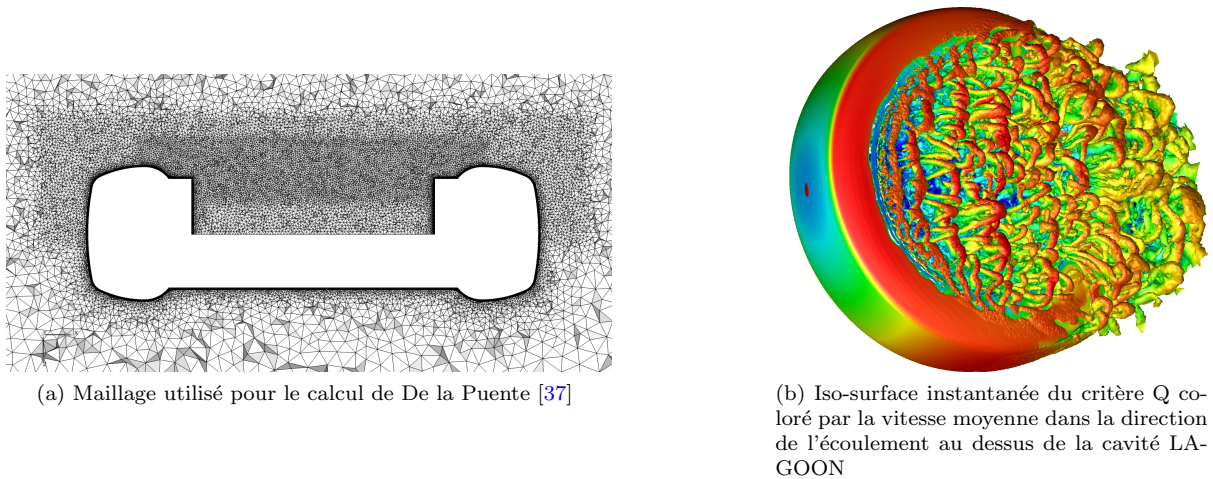 (a) Maillage utilisé pour le calcul de De la Puente [37]
(b) Iso-surface instantanée du critère Q co-
loré par la vitesse moyenne dans la direction
de l'écoulement au dessus de la cavité LA-
GOON